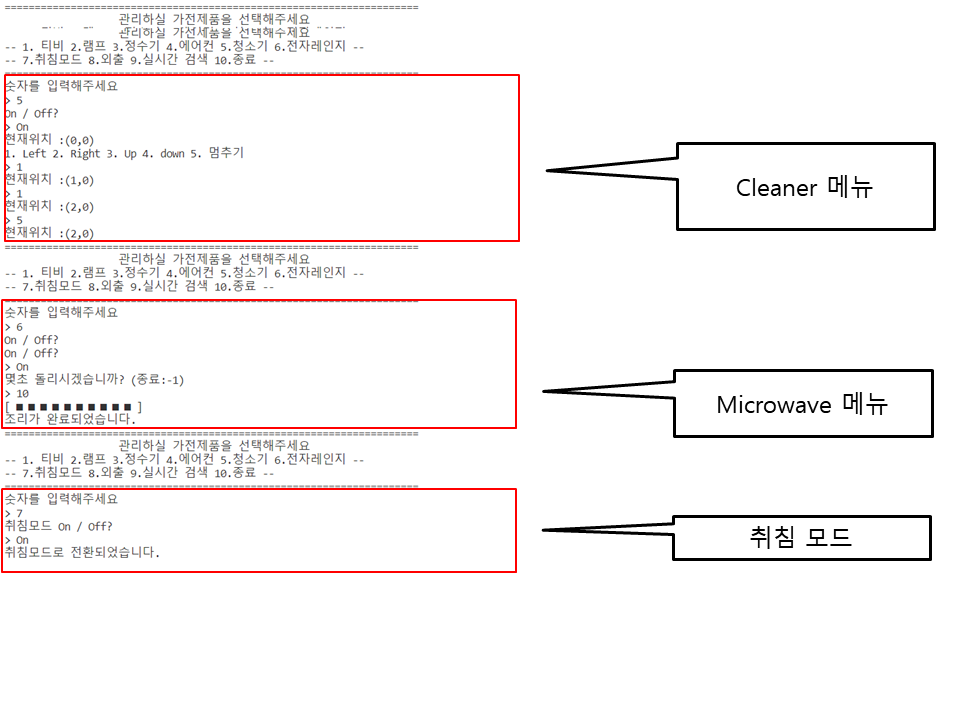 ======================================================================
관리하실 가전제품을 선택해주세요
관리하실 가전제품을 선택해주세요
-- 1. 티비 2.램프 3.정수기 4.에어컨 5.청소기 6.전자레인지 --
-- 7.취침모드 8.외출 9.실시간 검색 10.종료 --
======================================================================
숫자를 입력해주세요
> 5
On / Off?
> On
현재위치 :(0,0)
1. Left 2. Right 3. Up 4. down 5. 멈추기
> 1
현재위치 :(1,0)
> 1
현재위치 :(2,0)
> 5
현재위치 :(2,0)
Cleaner 메뉴
======================================================================
관리하실 가전제품을 선택해주세요
-- 1. 티비 2.램프 3.정수기 4.에어컨 5.청소기 6.전자레인지 --
-- 7.취침모드 8.외출 9.실시간 검색 10.종료 --
======================================================================
숫자를 입력해주세요
> 6
On / Off?
On / Off?
> On
몇초 돌리시겠습니까? (종료:-1)
> 10
[ ■ ■ ■ ■ ■ ■ ■ ■ ■ ■ ]
조리가 완료되었습니다.
Microwave 메뉴
======================================================================
관리하실 가전제품을 선택해주세요
-- 1. 티비 2.램프 3.정수기 4.에어컨 5.청소기 6.전자레인지 --
-- 7.취침모드 8.외출 9.실시간 검색 10.종료 --
======================================================================
숫자를 입력해주세요
> 7
취침모드 On / Off?
> On
취침모드로 전환되었습니다.
취침 모드